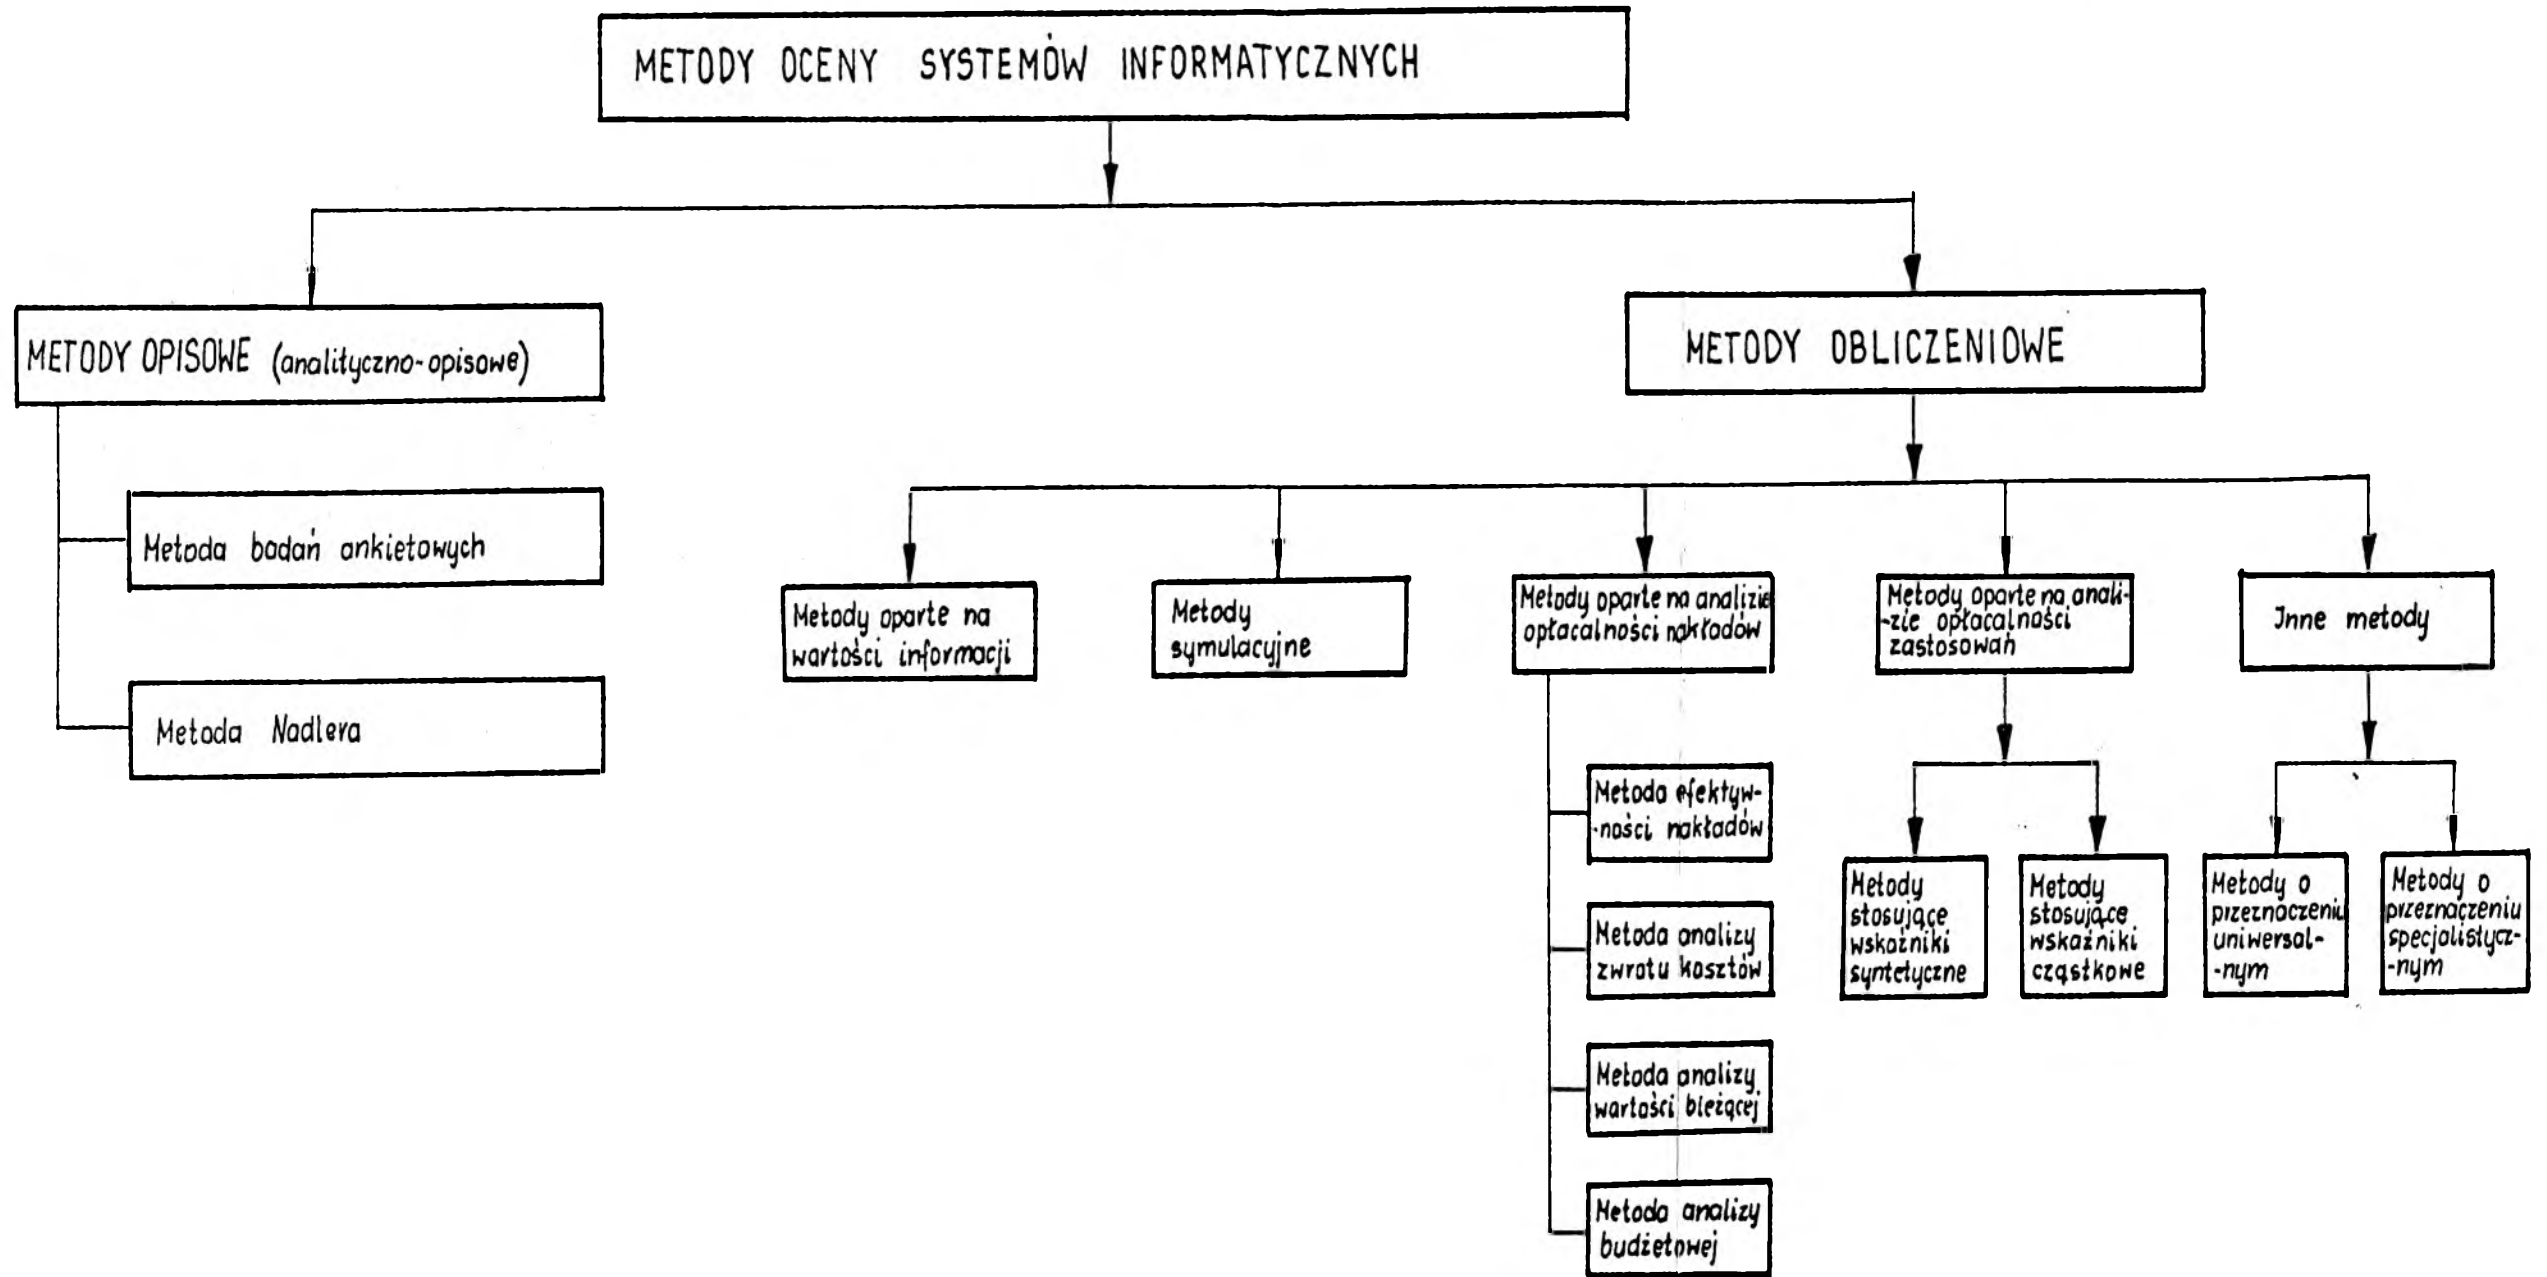 METODY OCENY SYSTEMÓW INFORMATYCZNYCH
METODY OPISOWE (analityczno-opisowe)
Metoda badań ankietowych
Metoda Nadlera
METODY OBLICZENIOWE
Metody oparte na
wartości informacji
Metody
symulacyjne
Metody oparte na analizie
opłacalności nakładów
Metoda efektyw-
-ności nakładów
Metoda analizy
zwrotu kosztów
Metoda analizy
wartości bieżącej
Metoda analizy
budżetowej
Metody oparte na anali-
-zie opłacalności
zastosowań
Metody
stosujące
wskaźniki
syntetyczne
Metody
stosujące
wskaźniki
cząstkowe
Inne metody
Metody o
przeznaczeniu
uniwersal-
-nym
Metody o
przeznaczeniu
specjalistycz-
-nym